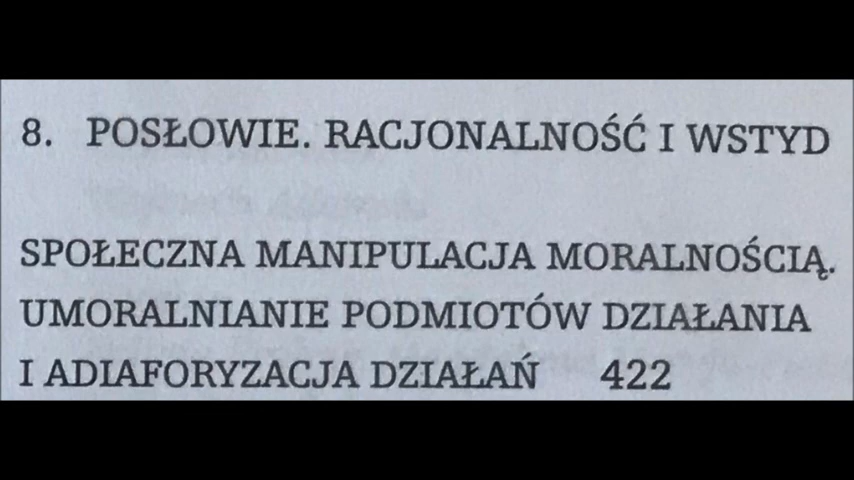 8. POSŁOWIE. RACJONALNOŚĆ I WSTYD
SPOŁECZNA MANIPULACJA MORALNOŚCIĄ.
UMORALNIANIE PODMIOTÓW DZIAŁANIA
I ADIAFORYZACJA DZIAŁAŃ 422